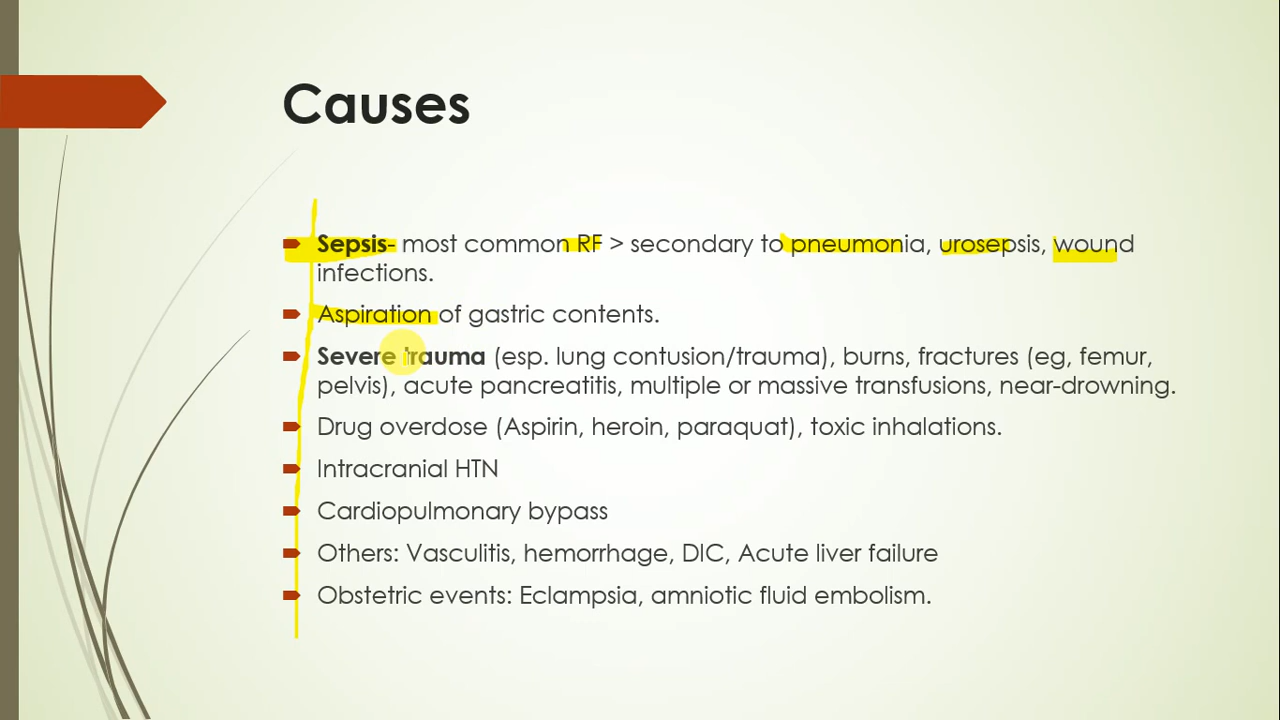 Causes
Sepsis- most common RF > secondary to pneumonia, urosepsis, wound
infections.
Aspiration of gastric contents.
Severe trauma (esp. lung contusion/trauma), burns, fractures (eg, femur,
pelvis), acute pancreatitis, multiple or massive transfusions, near-drowning.
Drug overdose (Aspirin, heroin, paraquat), toxic inhalations.
Intracranial HTN
Cardiopulmonary bypass
Others: Vasculitis, hemorrhage, DIC, Acute liver failure
Obstetric events: Eclampsia, amniotic fluid embolism.